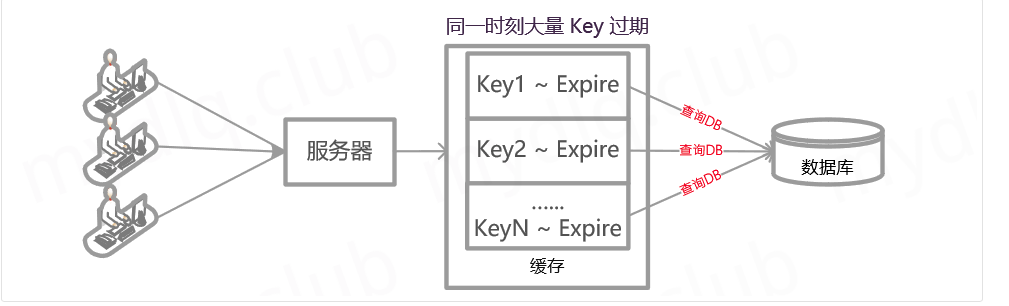 同一时刻大量 Key 过期
Key1 ~ Expire
查询DB
服务器
Key2 ~ Expire
查询DB
数据库
查询DB
......
KeyN ~ Expire
缓存